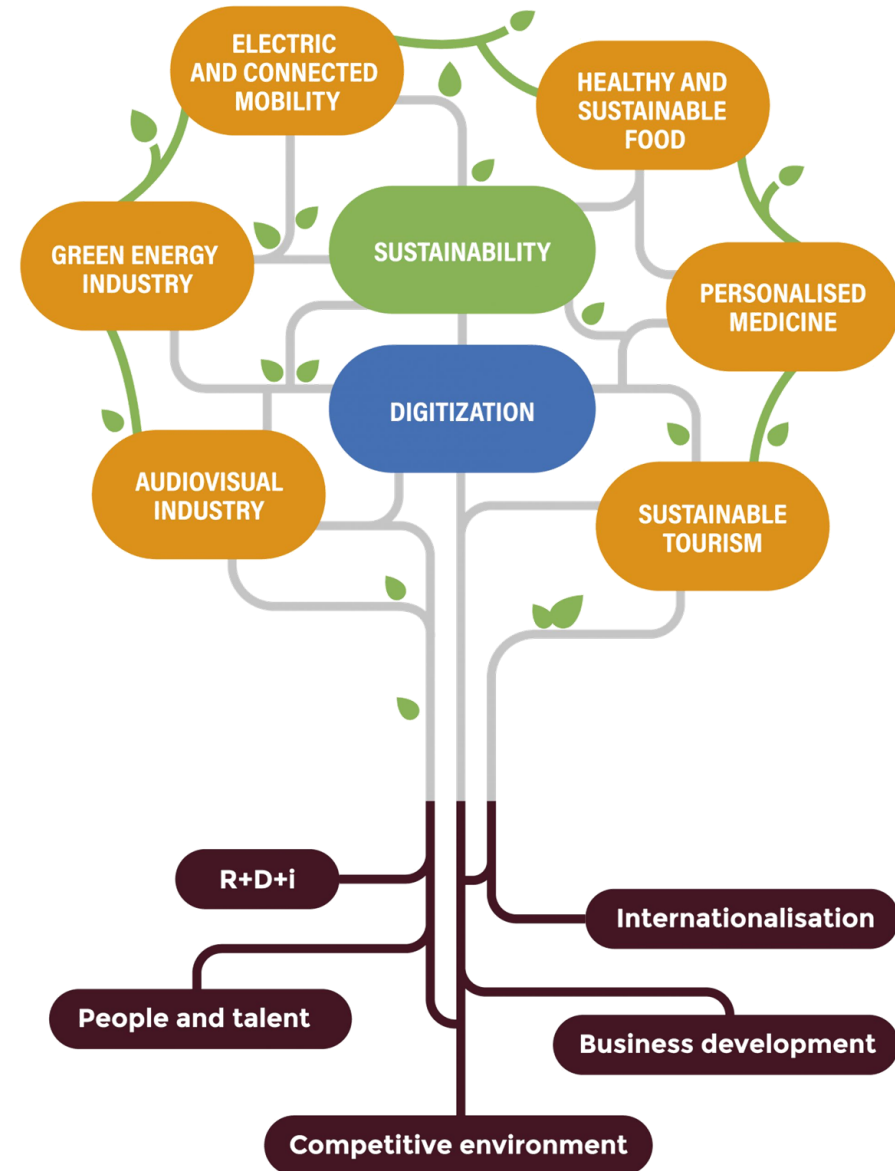 ELECTRIC
AND CONNECTED
MOBILITY
HEALTHY AND
SUSTAINABLE
FOOD
GREEN ENERGY
INDUSTRY
SUSTAINABILITY
PERSONALISED
MEDICINE
DIGITIZATION
AUDIOVISUAL
INDUSTRY
SUSTAINABLE
TOURISM
R+D+i
Internationalisation
People and talent
Business development
Competitive environment